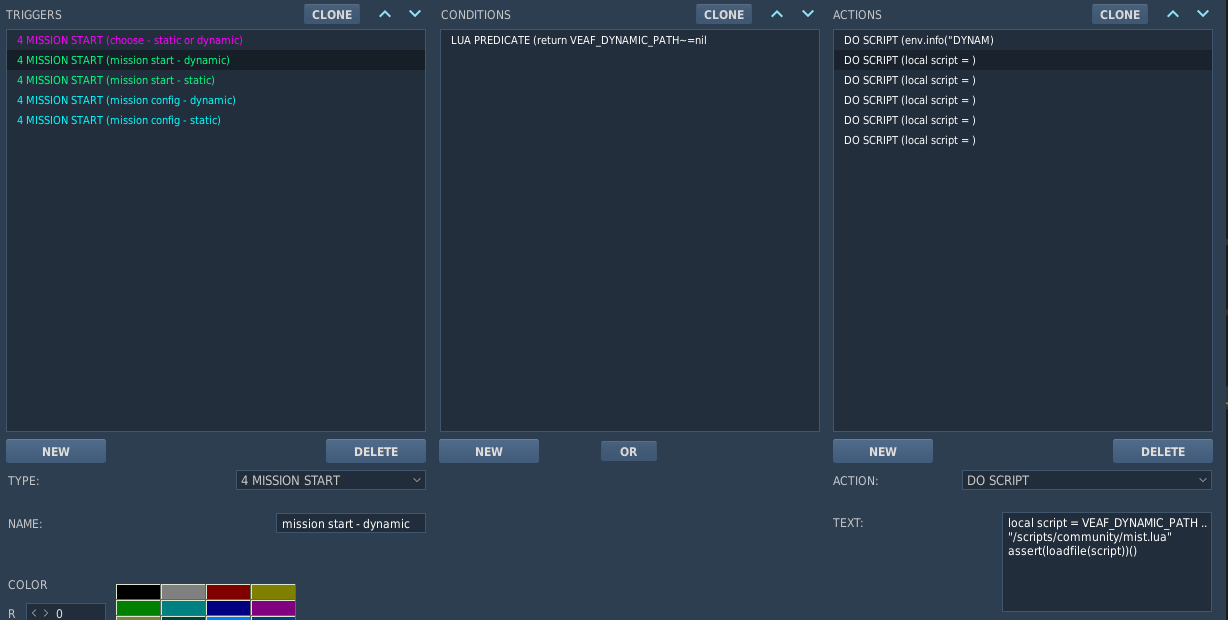 TRIGGERS CLONE CONDITIONS CLONE ACTIONS CLONE
4 MISSION START (choose - static or dynamic) LUA PREDICATE (return VEAF_DYNAMIC_PATH~=nil DO SCRIPT (env.info("DYNAM)
4 MISSION START (mission start - dynamic) DO SCRIPT (local script = )
4 MISSION START (mission start - static) DO SCRIPT (local script = )
4 MISSION START (mission config - dynamic) DO SCRIPT (local script = )
4 MISSION START (mission config - static) DO SCRIPT (local script = )
DO SCRIPT (local script = )
NEW DELETE NEW OR NEW DELETE
TYPE: 4 MISSION START ACTION: DO SCRIPT
NAME: mission start - dynamic TEXT: local script = VEAF_DYNAMIC_PATH ..
"/scripts/community/mist.lua"
assert(loadfile(script))()
COLOR
R < > 0